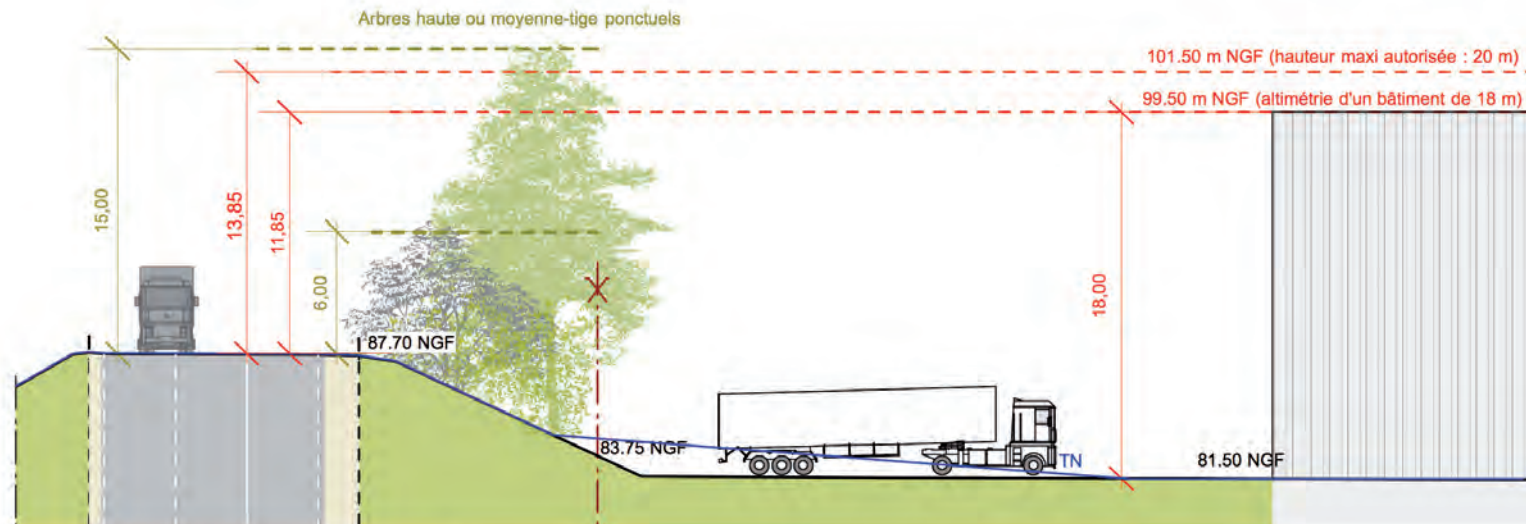 Arbres haute ou moyenne-tige ponctuels
101.50 m NGF (hauteur maxi autorisée : 20 m)
99.50 m NGF (altimétrie d'un bâtiment de 18 m)
15,00
13,85
11,85
6,00
18,00
87.70 NGF
83.75 NGF
TN
81.50 NGF